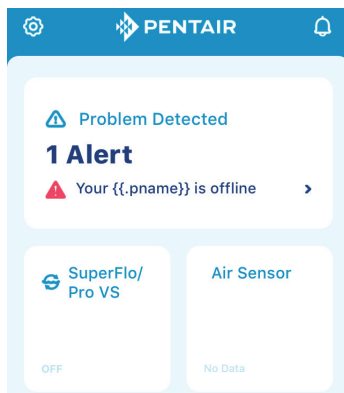 PENTAIR
Problem Detected
1 Alert
Your {{.pname}} is offline
SuperFlo/
Pro VS
OFF
Air Sensor
No Data